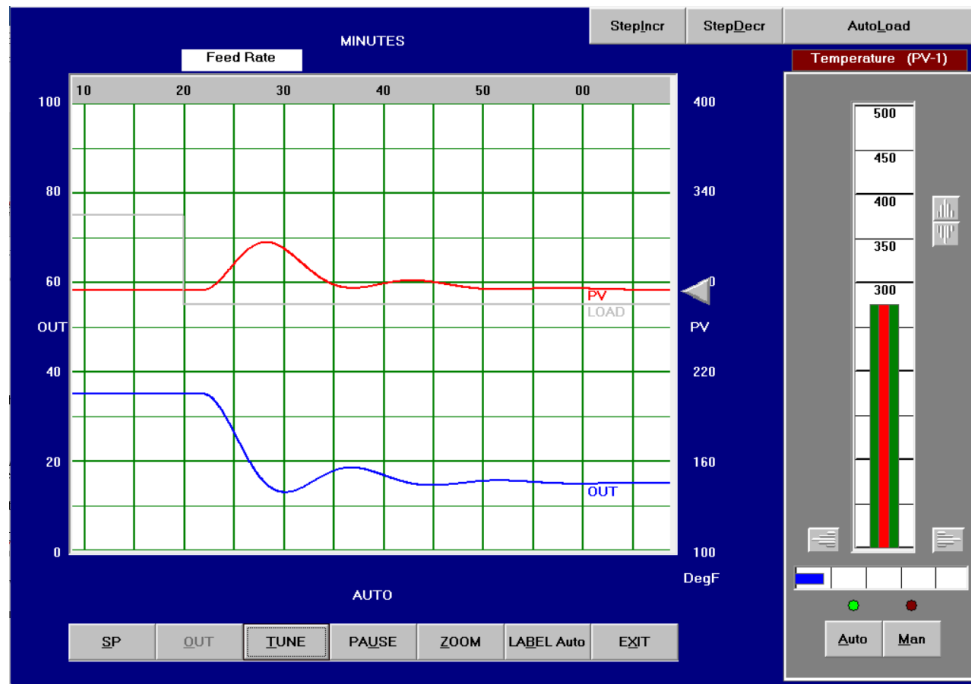 StepIncr StepDecr AutoLoad
MINUTES
Feed Rate Temperature (PV-1)
10 20 30 40 50 00
100 400 500
450
80 340 400
350
60 0 300
PV
LOAD
OUT PV
40 220
20 160
OUT
0 100
DegF
AUTO
SP OUT TUNE PAUSE ZOOM LABEL Auto EXIT Auto Man